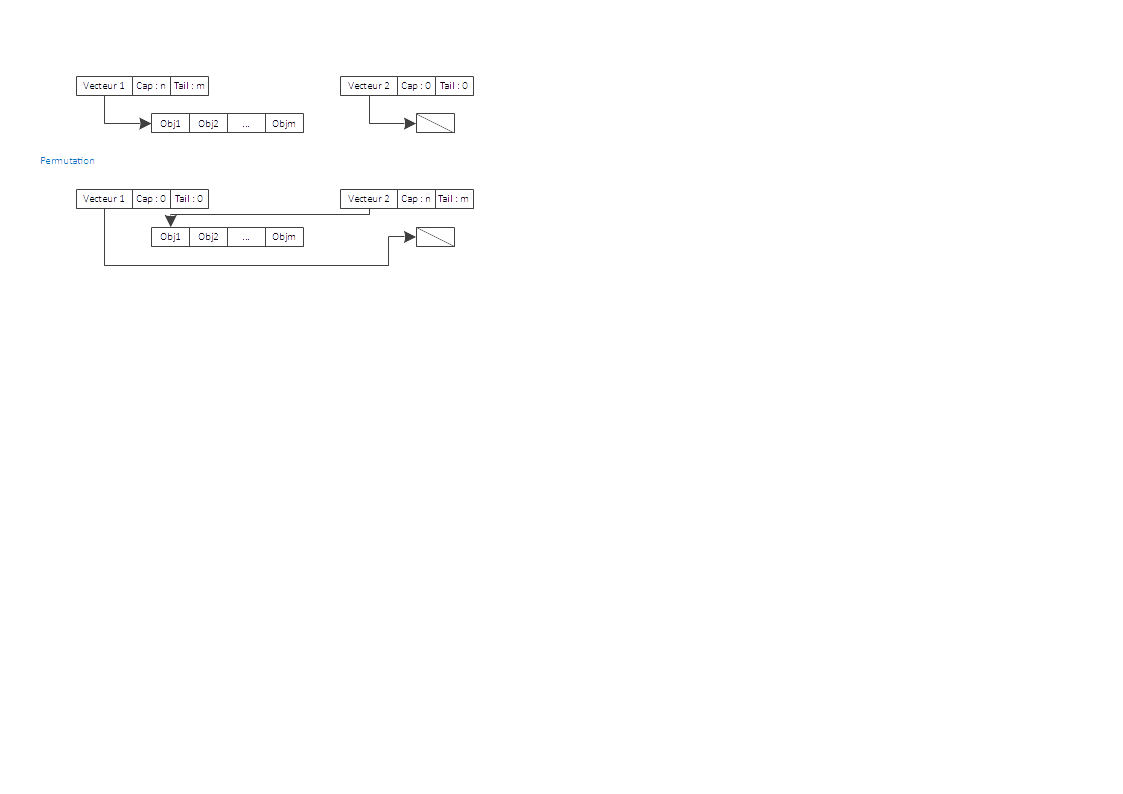 Vecteur 1 Cap : n Tail : m Vecteur 2 Cap : 0 Tail : 0
Obj1 Obj2 ... Objm
Permutation
Vecteur 1 Cap : 0 Tail : 0 Vecteur 2 Cap : n Tail : m
Obj1 Obj2 ... Objm